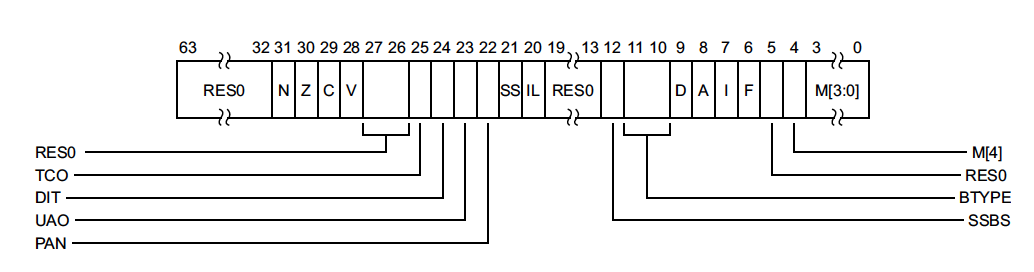 63 32 31 30 29 28 27 26 25 24 23 22 21 20 19 13 12 11 10 9 8 7 6 5 4 3 0
RES0 N Z C V SS IL RES0 D A I F M[3:0]
RES0 M[4]
TCO RES0
DIT BTYPE
UAO SSBS
PAN